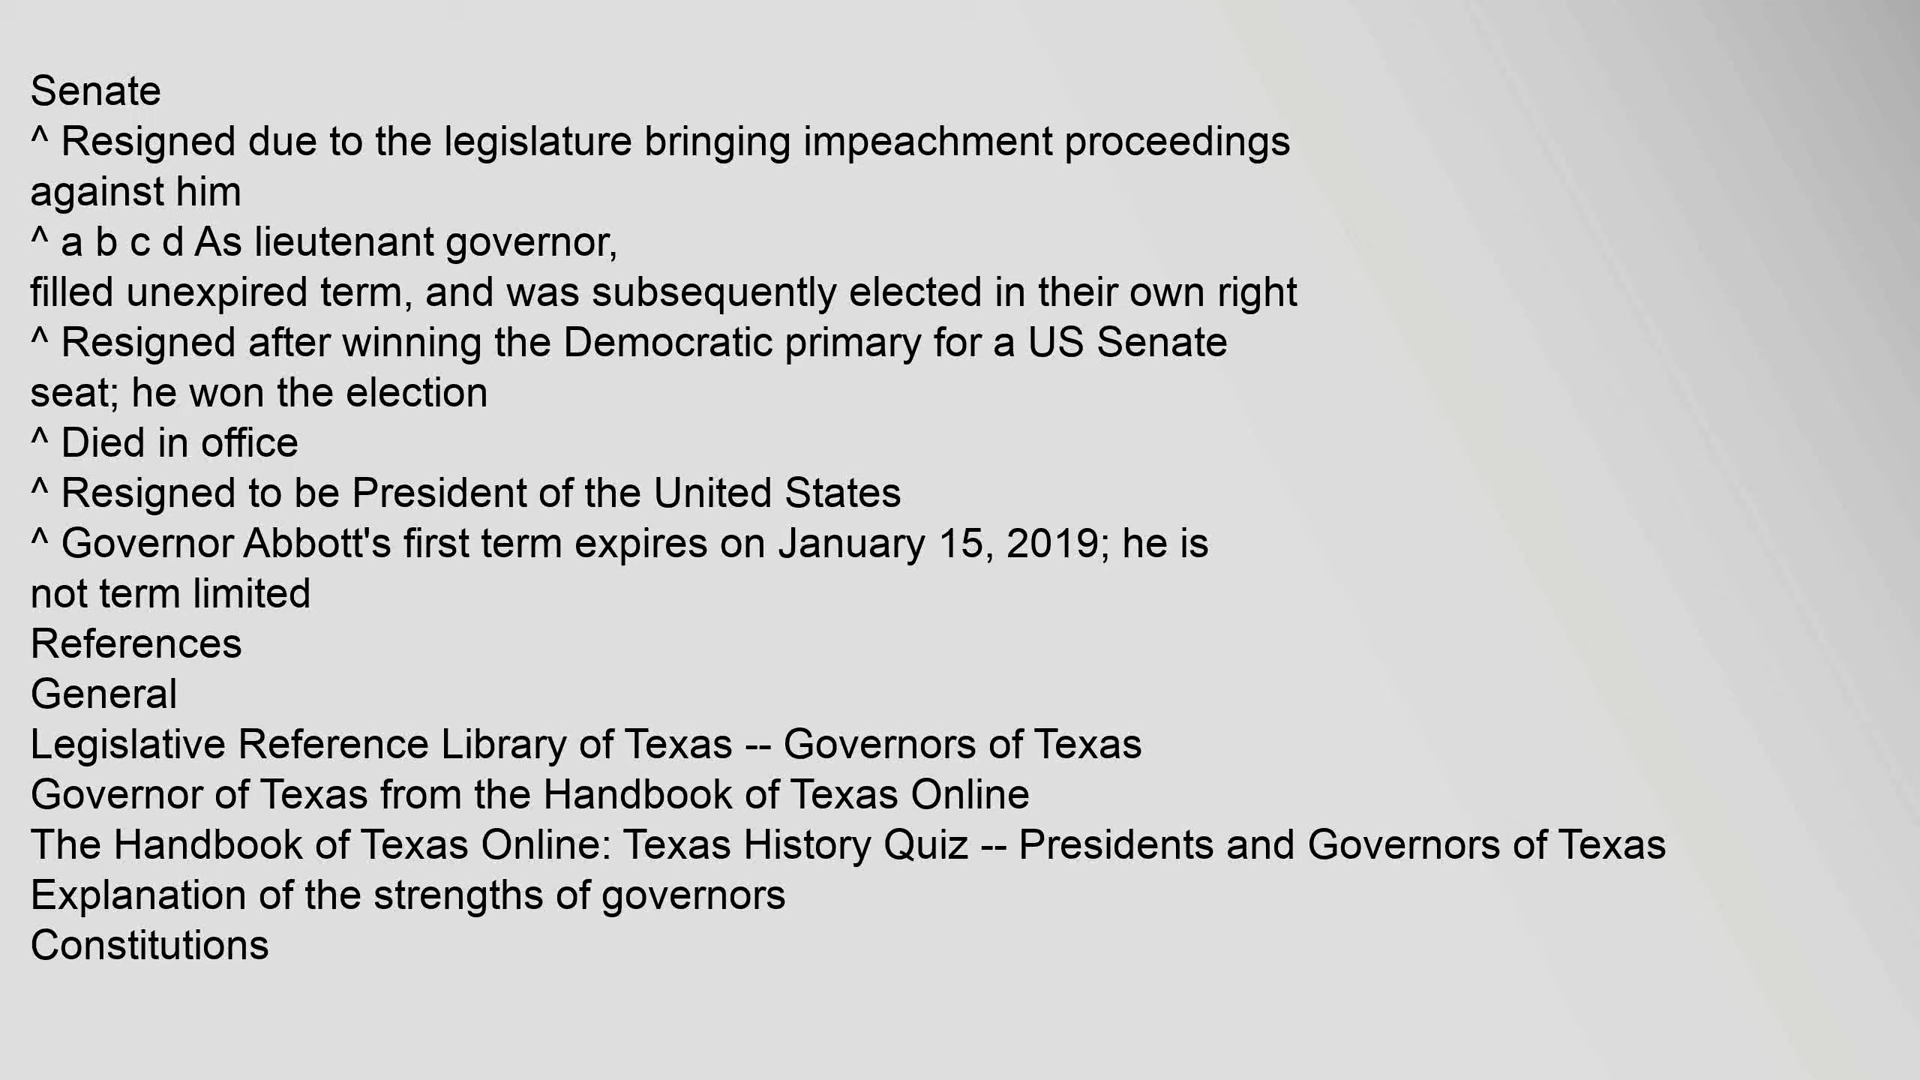 Senate
^ Resigned due to the legislature bringing impeachment proceedings
against him
^ a b c d As lieutenant governor,
filled unexpired term, and was subsequently elected in their own right
^ Resigned after winning the Democratic primary for a US Senate
seat; he won the election
^ Died in office
^ Resigned to be President of the United States
^ Governor Abbott's first term expires on January 15, 2019; he is
not term limited
References
General
Legislative Reference Library of Texas -- Governors of Texas
Governor of Texas from the Handbook of Texas Online
The Handbook of Texas Online: Texas History Quiz -- Presidents and Governors of Texas
Explanation of the strengths of governors
Constitutions